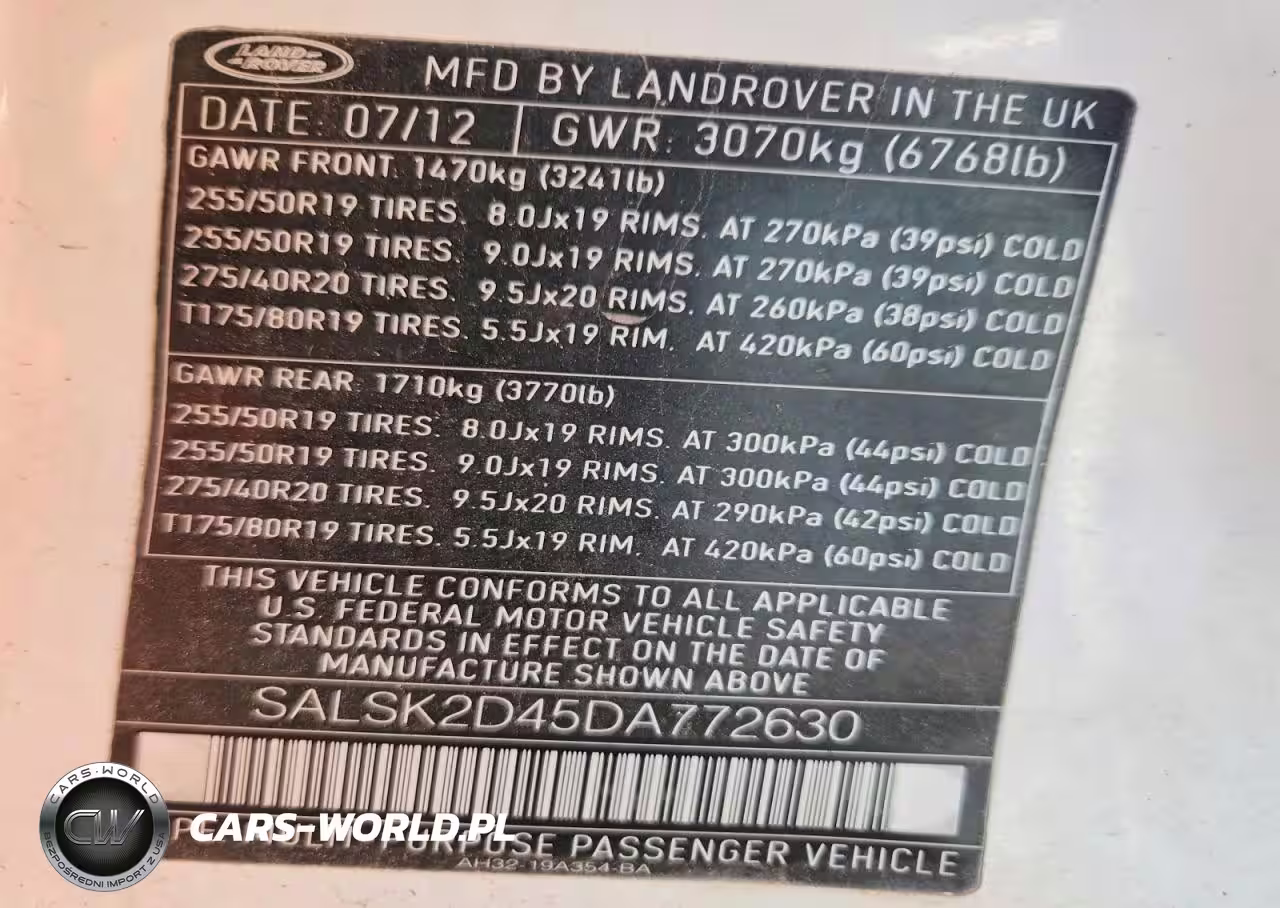 LAND-
-ROVER
MFD BY LANDROVER IN THE UK
DATE: 07/12 GWR: 3070kg (6768lb)
GAWR FRONT: 1470kg (3241lb)
255/50R19 TIRES. 8.0Jx19 RIMS. AT 270kPa (39psi) COLD
255/50R19 TIRES. 9.0Jx19 RIMS. AT 270kPa (39psi) COLD
275/40R20 TIRES. 9.5Jx20 RIMS. AT 260kPa (38psi) COLD
T175/80R19 TIRES. 5.5Jx19 RIM. AT 420kPa (60psi) COLD
GAWR REAR: 1710kg (3770lb)
255/50R19 TIRES. 8.0Jx19 RIMS. AT 300kPa (44psi) COLD
255/50R19 TIRES. 9.0Jx19 RIMS. AT 300kPa (44psi) COLD
275/40R20 TIRES. 9.5Jx20 RIMS. AT 290kPa (42psi) COLD
T175/80R19 TIRES. 5.5Jx19 RIM. AT 420kPa (60psi) COLD
THIS VEHICLE CONFORMS TO ALL APPLICABLE
U.S. FEDERAL MOTOR VEHICLE SAFETY
STANDARDS IN EFFECT ON THE DATE OF
MANUFACTURE SHOWN ABOVE
SALSK2D45DA772630
CARS-WORLD
CW
BEZPOŚREDNI IMPORT Z USA
CARS-WORLD.PL
PASSENGER VEHICLE
AH32-19A354-BA